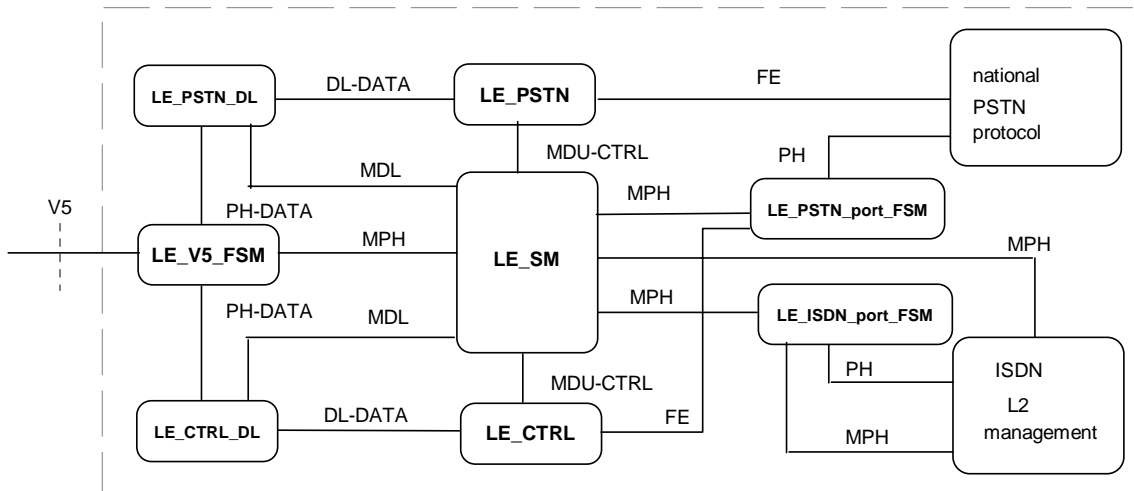 LE_PSTN_DL
DL-DATA
LE_PSTN
FE
national
PSTN
protocol
MDU-CTRL
PH
MDL
MPH
V5
PH-DATA
LE_PSTN_port_FSM
LE_V5_FSM
MPH
LE_SM
MPH
MPH
PH-DATA
MDL
LE_ISDN_port_FSM
MDU-CTRL
PH
ISDN
L2
management
LE_CTRL_DL
DL-DATA
LE_CTRL
FE
MPH